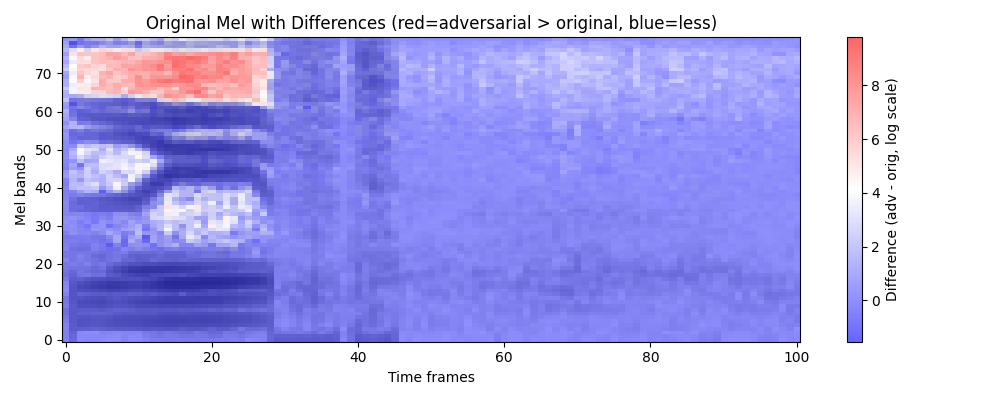 Original Mel with Differences (red=adversarial > original, blue=less)
Mel bands
70
60
50
40
30
20
10
0
0 20 40 60 80 100
Time frames
8
6
4
2
0
Difference (adv - orig, log scale)